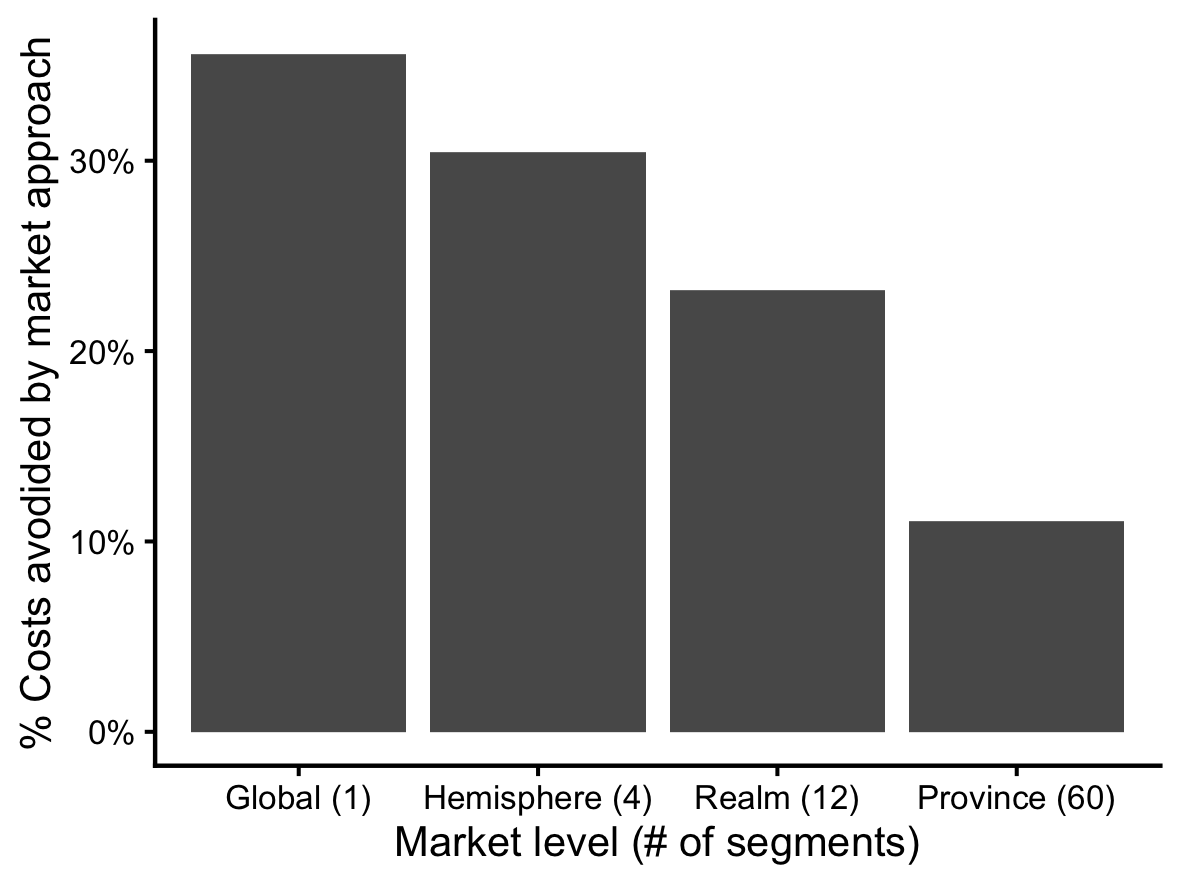 % Costs avodided by market approach
30%
20%
10%
0%
Global (1) Hemisphere (4) Realm (12) Province (60)
Market level (# of segments)